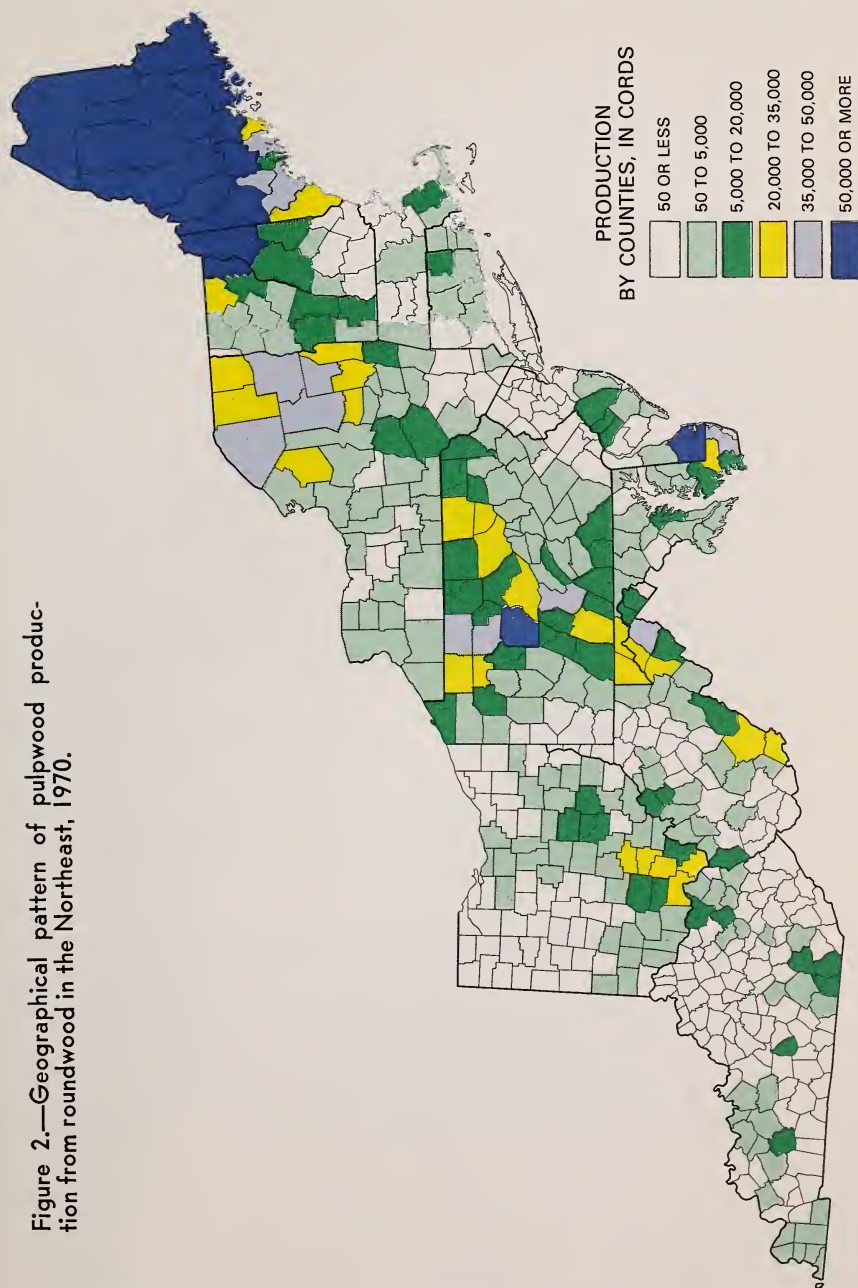 Figure 2.—Geographical pattern of pulpwood produc-
tion from roundwood in the Northeast, 1970.
PRODUCTION
BY COUNTIES, IN CORDS
50 OR LESS
50 TO 5,000
5,000 TO 20,000
20,000 TO 35,000
35,000 TO 50,000
50,000 OR MORE